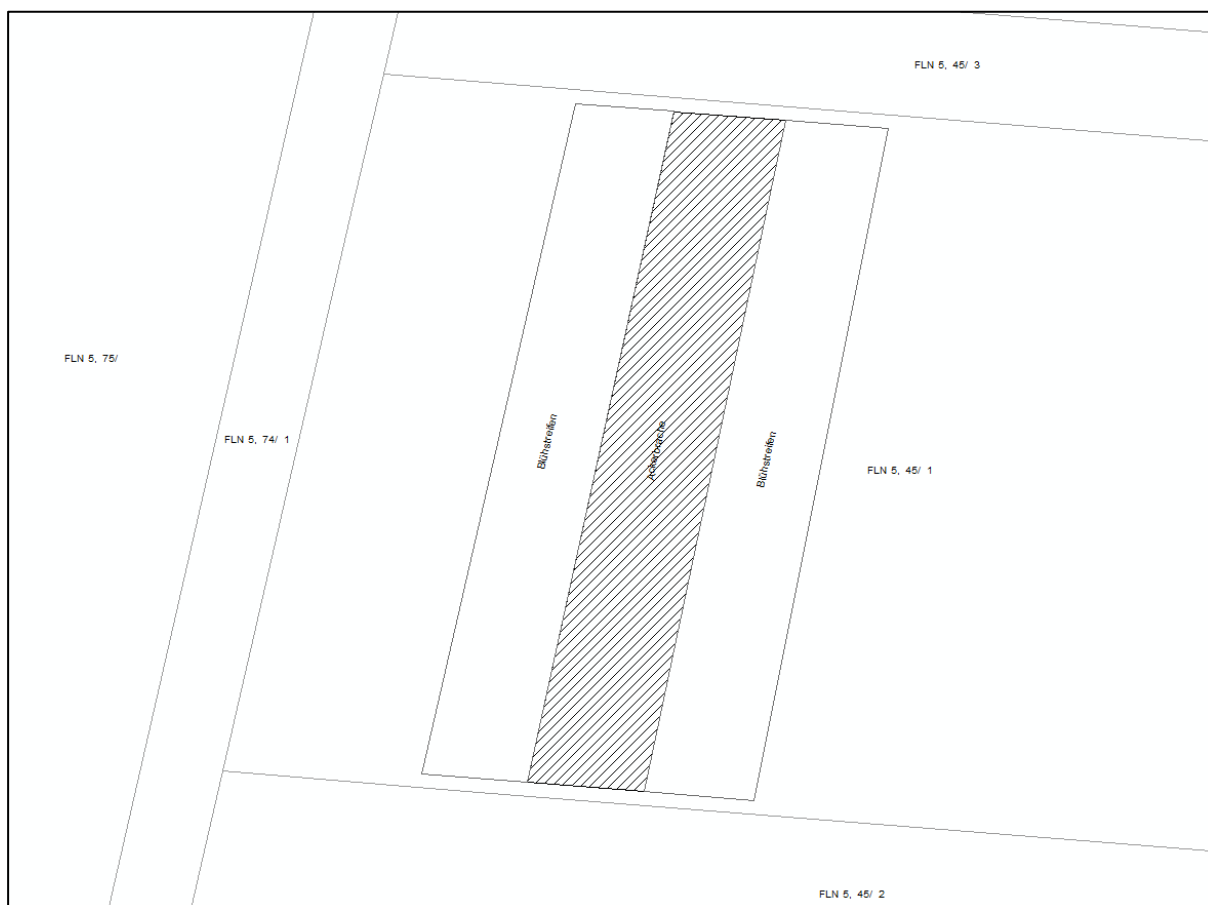 FLN 5, 45/ 3
FLN 5, 75/
FLN 5, 74/ 1
Blühstreifen
Ackerbrache
Blühstreifen
FLN 5, 45/ 1
FLN 5, 45/ 2